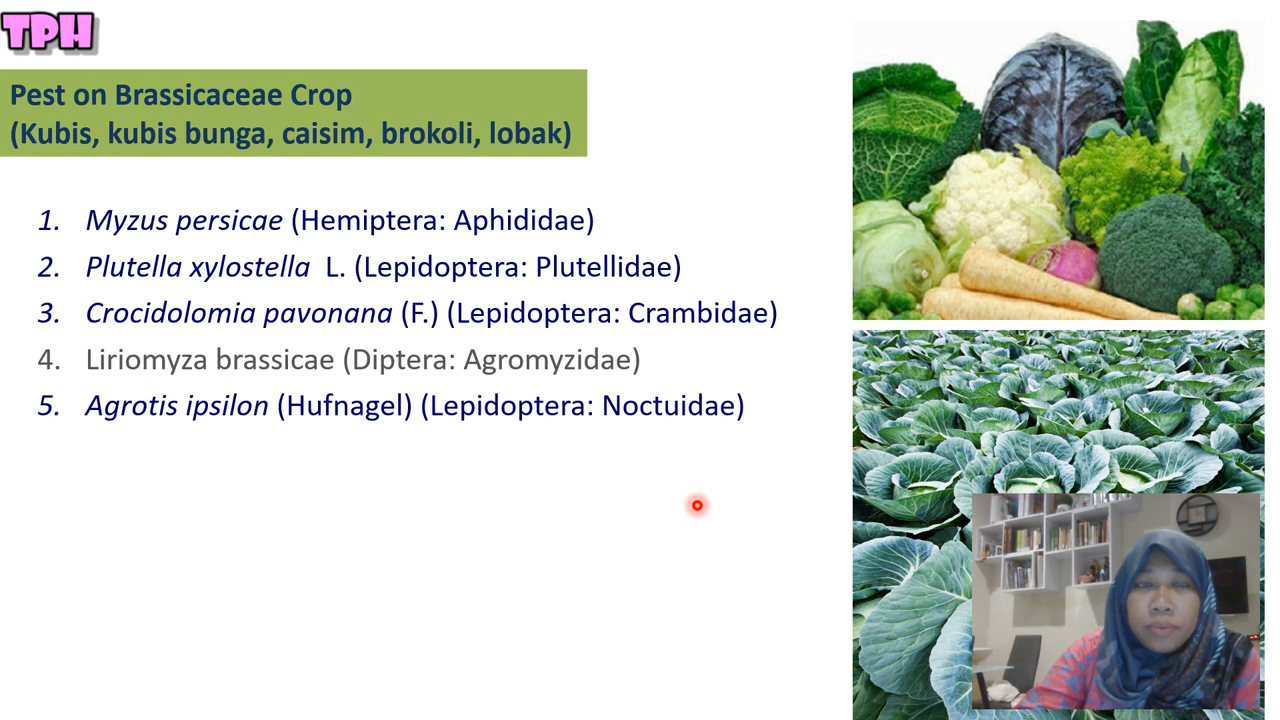 TPH
Pest on Brassicaceae Crop
(Kubis, kubis bunga, caisim, brokoli, lobak)
1. Myzus persicae (Hemiptera: Aphididae)
2. Plutella xylostella L. (Lepidoptera: Plutellidae)
3. Crocidolomia pavonana (F.) (Lepidoptera: Crambidae)
4. Liriomyza brassicae (Diptera: Agromyzidae)
5. Agrotis ipsilon (Hufnagel) (Lepidoptera: Noctuidae)